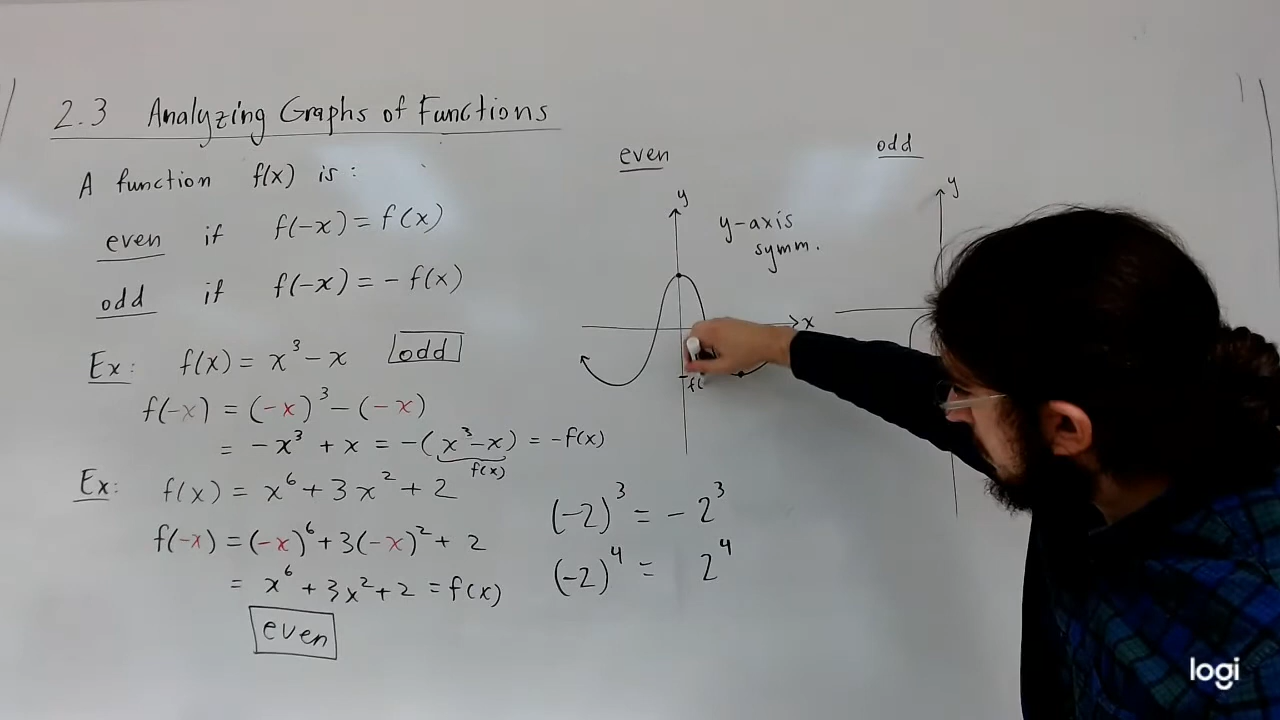 2.3 Analyzing Graphs of Functions
A function f(x) is:
even if f(-x) = f(x)
odd if f(-x) = - f(x)
Ex: f(x) = x³ - x odd
f(-x) = (-x)³ - (-x)
= -x³ + x = -(x³-x) = -f(x)
f(x)
Ex: f(x) = x⁶ + 3x² + 2
f(-x) = (-x)⁶ + 3(-x)² + 2
= x⁶ + 3x² + 2 = f(x)
even
even
y
y-axis
symm.
x
f(
(-2)³ = - 2³
(-2)⁴ = 2⁴
odd
y
logi